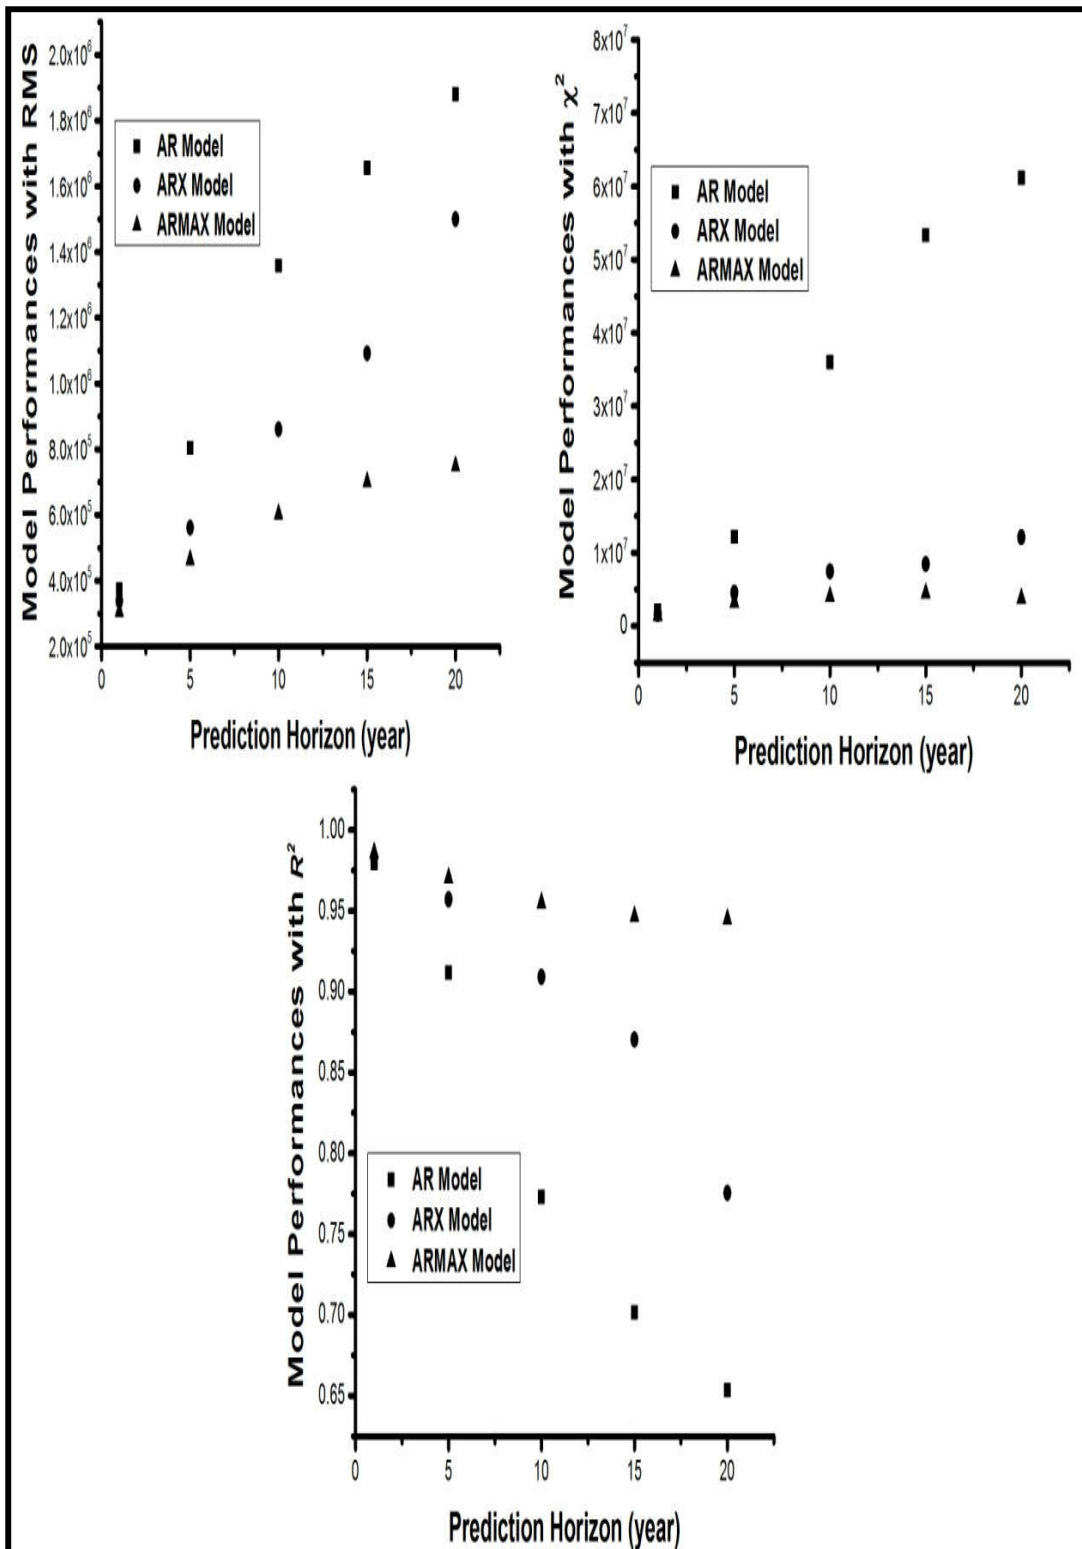 Model Performances with RMS
2.0x10⁶
1.8x10⁶
1.6x10⁶
1.4x10⁶
1.2x10⁶
1.0x10⁶
8.0x10⁵
6.0x10⁵
4.0x10⁵
2.0x10⁵
AR Model
ARX Model
ARMAX Model
0 5 10 15 20
Prediction Horizon (year)
Model Performances with χ²
8x10⁷
7x10⁷
6x10⁷
5x10⁷
4x10⁷
3x10⁷
2x10⁷
1x10⁷
0
AR Model
ARX Model
ARMAX Model
0 5 10 15 20
Prediction Horizon (year)
Model Performances with R²
1.00
0.95
0.90
0.85
0.80
0.75
0.70
0.65
AR Model
ARX Model
ARMAX Model
0 5 10 15 20
Prediction Horizon (year)